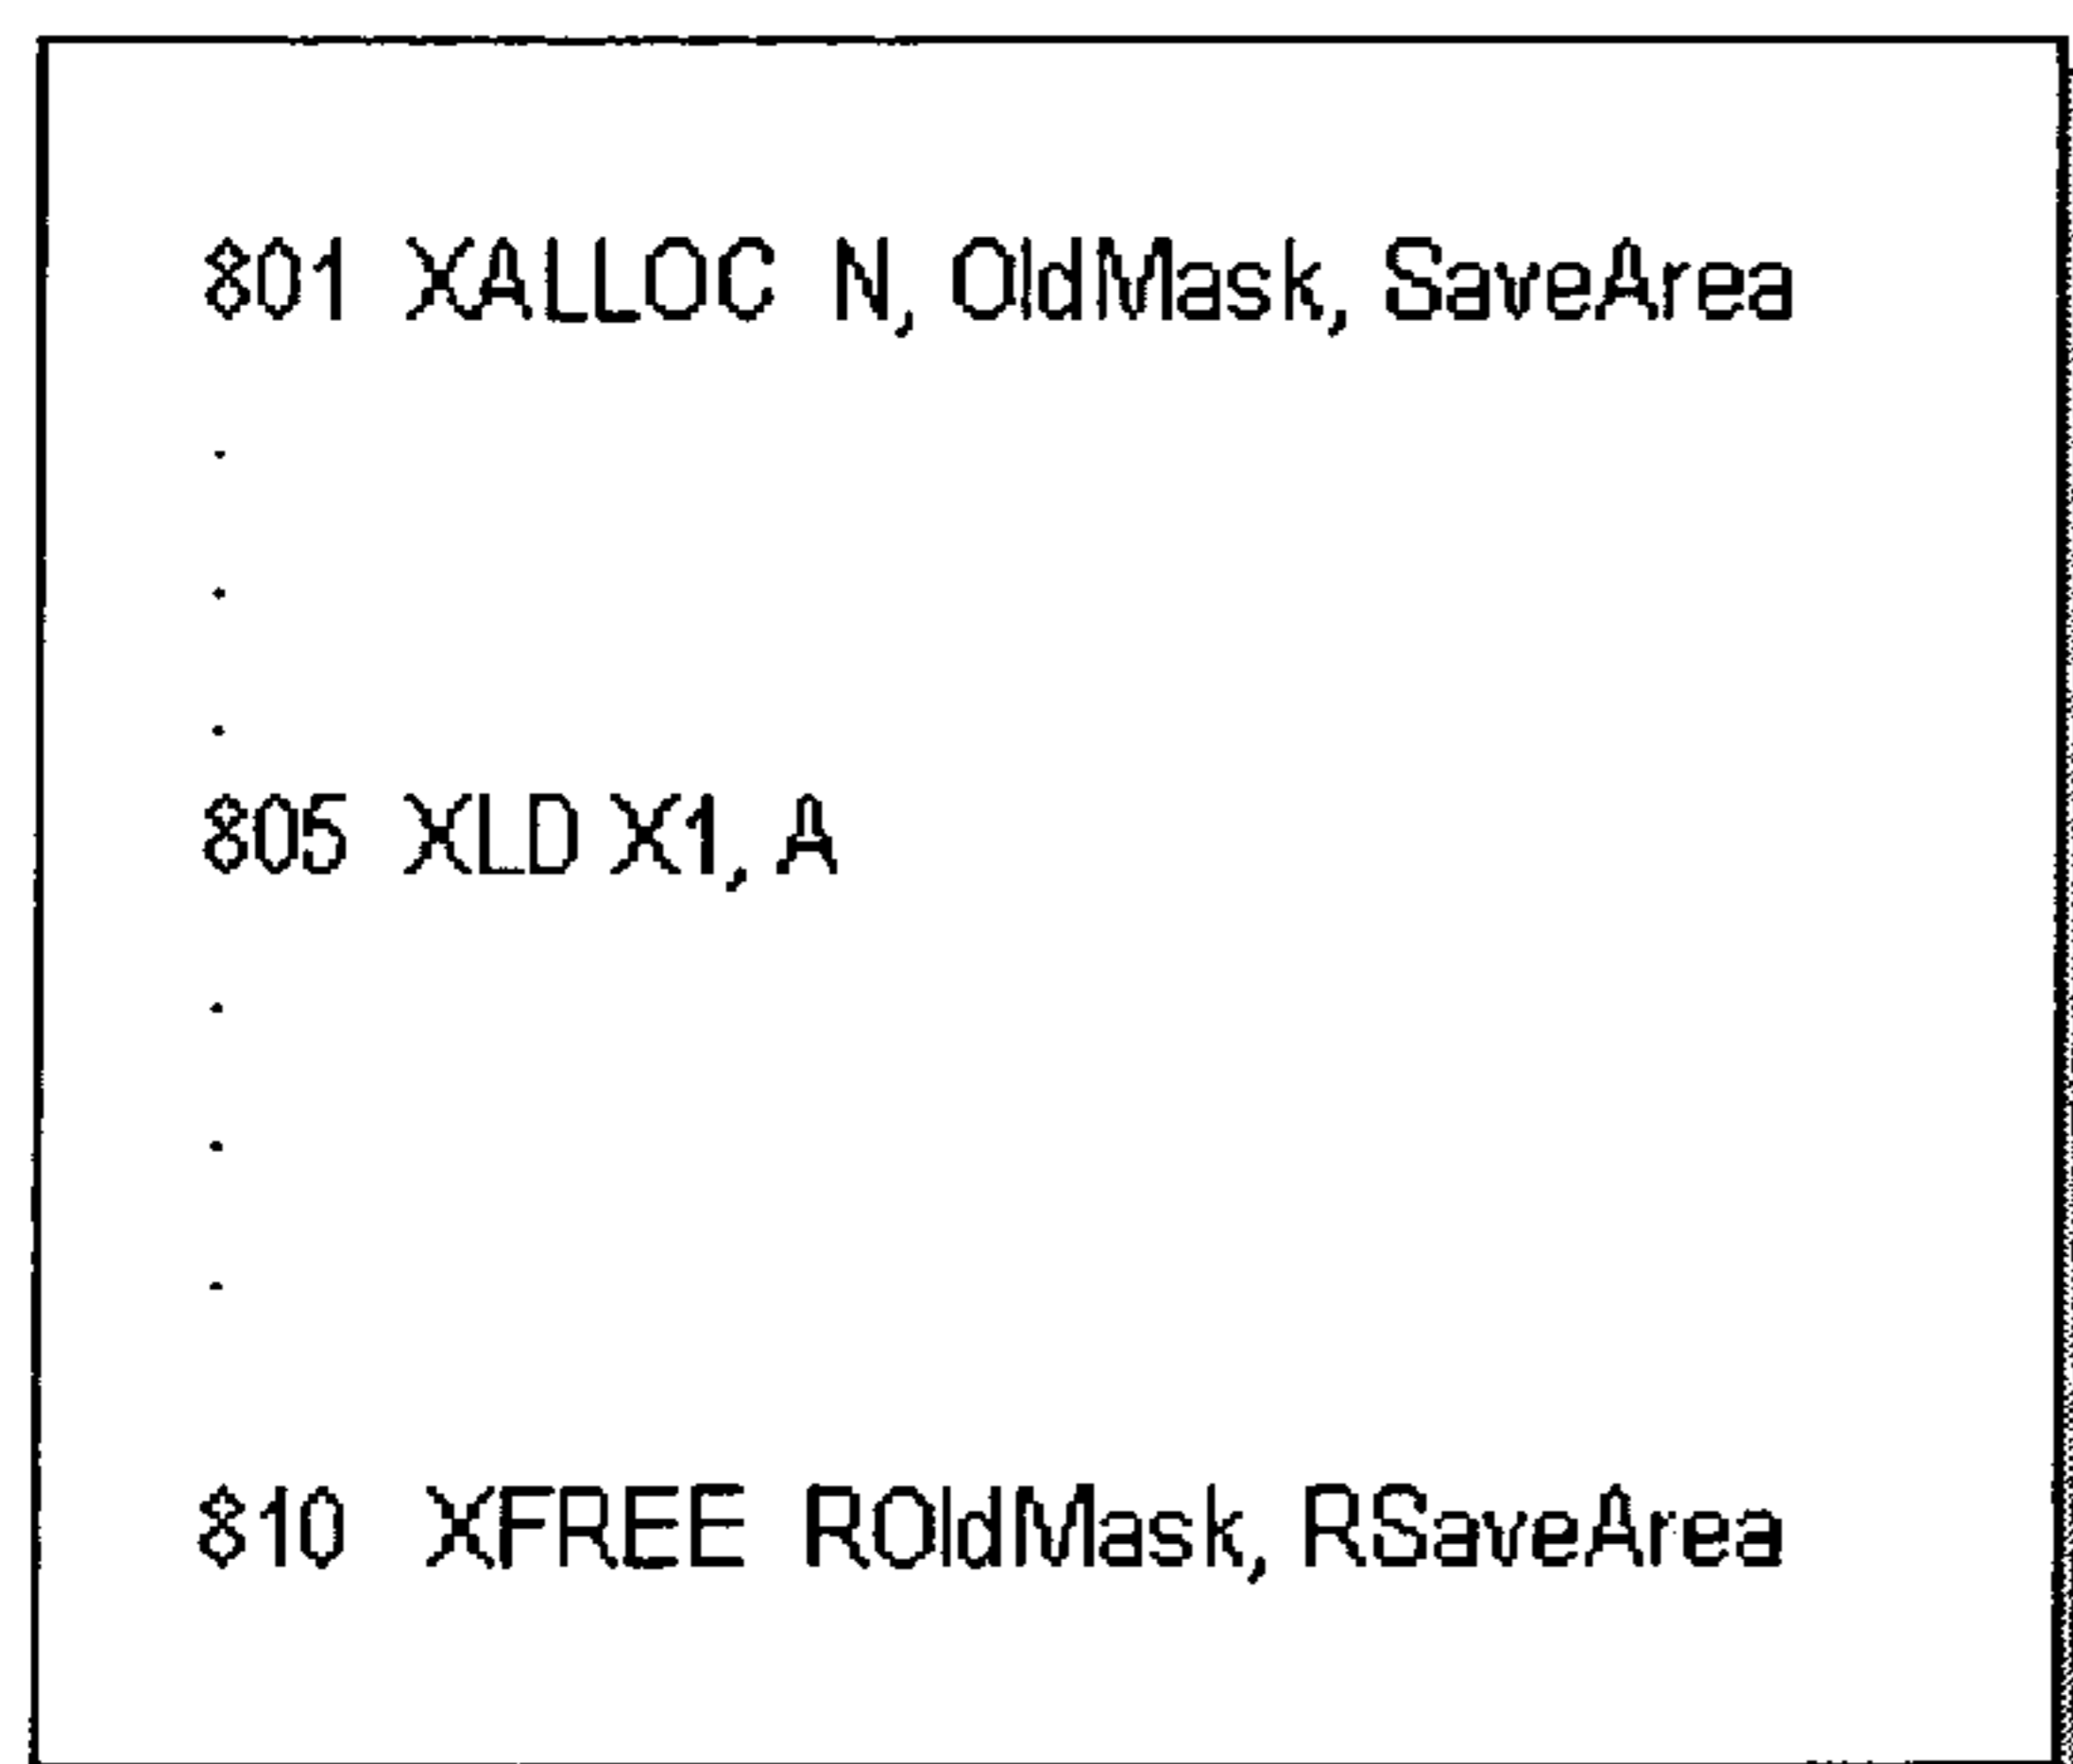 801 XALLOC N, OldMask, SaveArea
.
.
.
805 XLD X1, A
.
.
.
810 XFREE ROldMask, RSaveArea